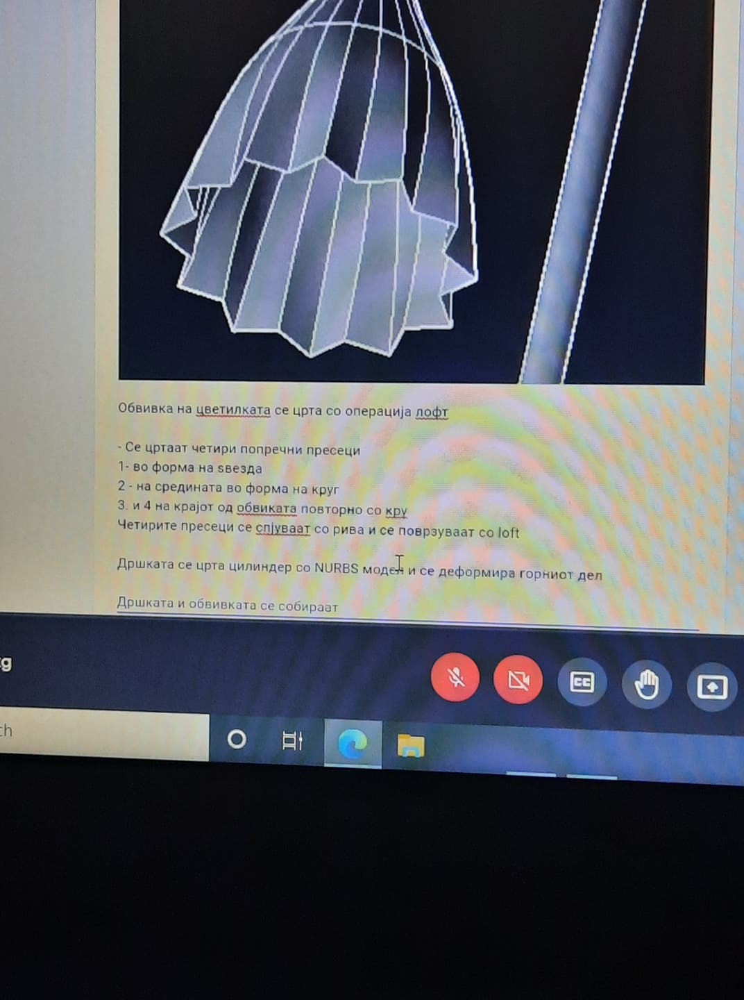 Обвивка на цветилката се црта со операција лофт
- Се цртаат четири попречни пресеци
1- во форма на ѕвезда
2 - на средината во форма на круг
3. и 4 на крајот од обвиката повторно со кру
Четирите пресеци се спјуваат со рива и се поврзуваат со loft
Дршката се црта цилиндер со NURBS модел и се деформира горниот дел
Дршката и обвивката се собираат
g
CC
ch